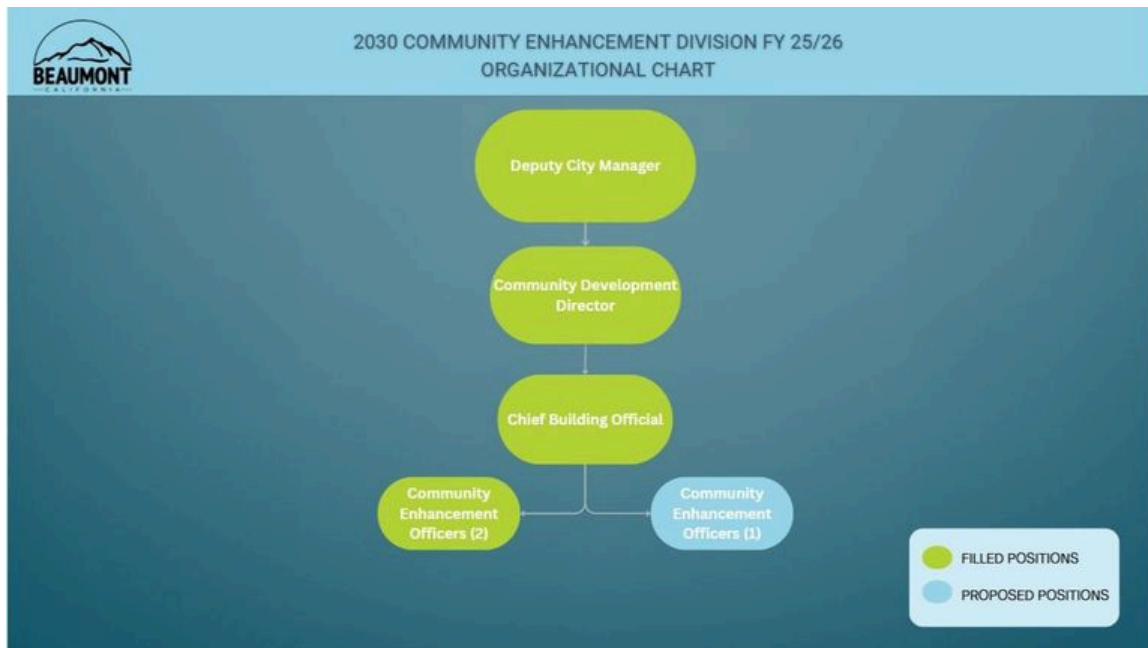 BEAUMONT
CALIFORNIA
2030 COMMUNITY ENHANCEMENT DIVISION FY 25/26
ORGANIZATIONAL CHART
Deputy City Manager
Community Development
Director
Chief Building Official
Community
Enhancement
Officers (2)
Community
Enhancement
Officers (1)
FILLED POSITIONS
PROPOSED POSITIONS